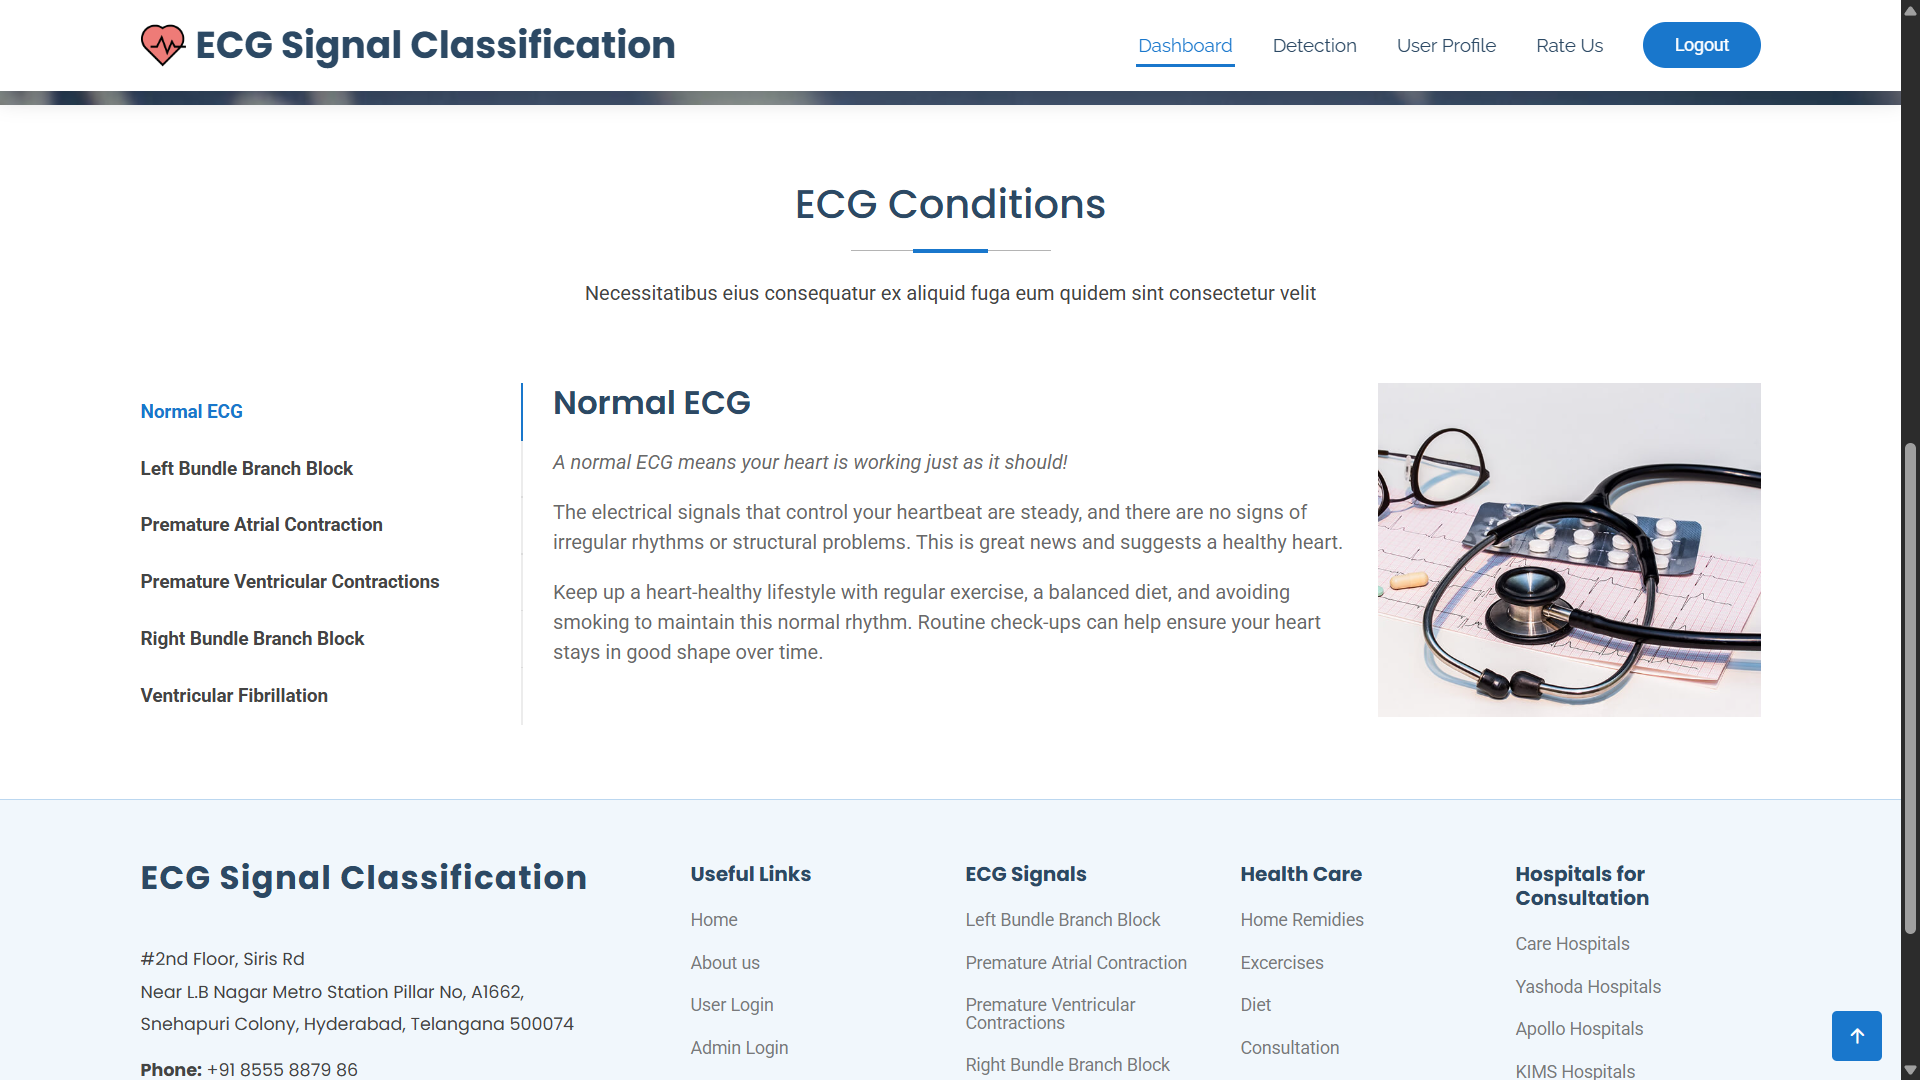 ECG Signal Classification
Dashboard
Detection
User Profile
Rate Us
Logout
ECG Conditions
Necessitatibus eius consequatur ex aliquid fuga eum quidem sint consectetur velit
Normal ECG
Left Bundle Branch Block
Premature Atrial Contraction
Premature Ventricular Contractions
Right Bundle Branch Block
Ventricular Fibrillation
Normal ECG
A normal ECG means your heart is working just as it should!
The electrical signals that control your heartbeat are steady, and there are no signs of
irregular rhythms or structural problems. This is great news and suggests a healthy heart.
Keep up a heart-healthy lifestyle with regular exercise, a balanced diet, and avoiding
smoking to maintain this normal rhythm. Routine check-ups can help ensure your heart
stays in good shape over time.
ECG Signal Classification
#2nd Floor, Siris Rd
Near L.B Nagar Metro Station Pillar No, A1662,
Snehapuri Colony, Hyderabad, Telangana 500074
Phone: +91 8555 8879 86
Useful Links
Home
About us
User Login
Admin Login
ECG Signals
Left Bundle Branch Block
Premature Atrial Contraction
Premature Ventricular
Contractions
Right Bundle Branch Block
Health Care
Home Remidies
Excercises
Diet
Consultation
Hospitals for
Consultation
Care Hospitals
Yashoda Hospitals
Apollo Hospitals
KIMS Hospitals